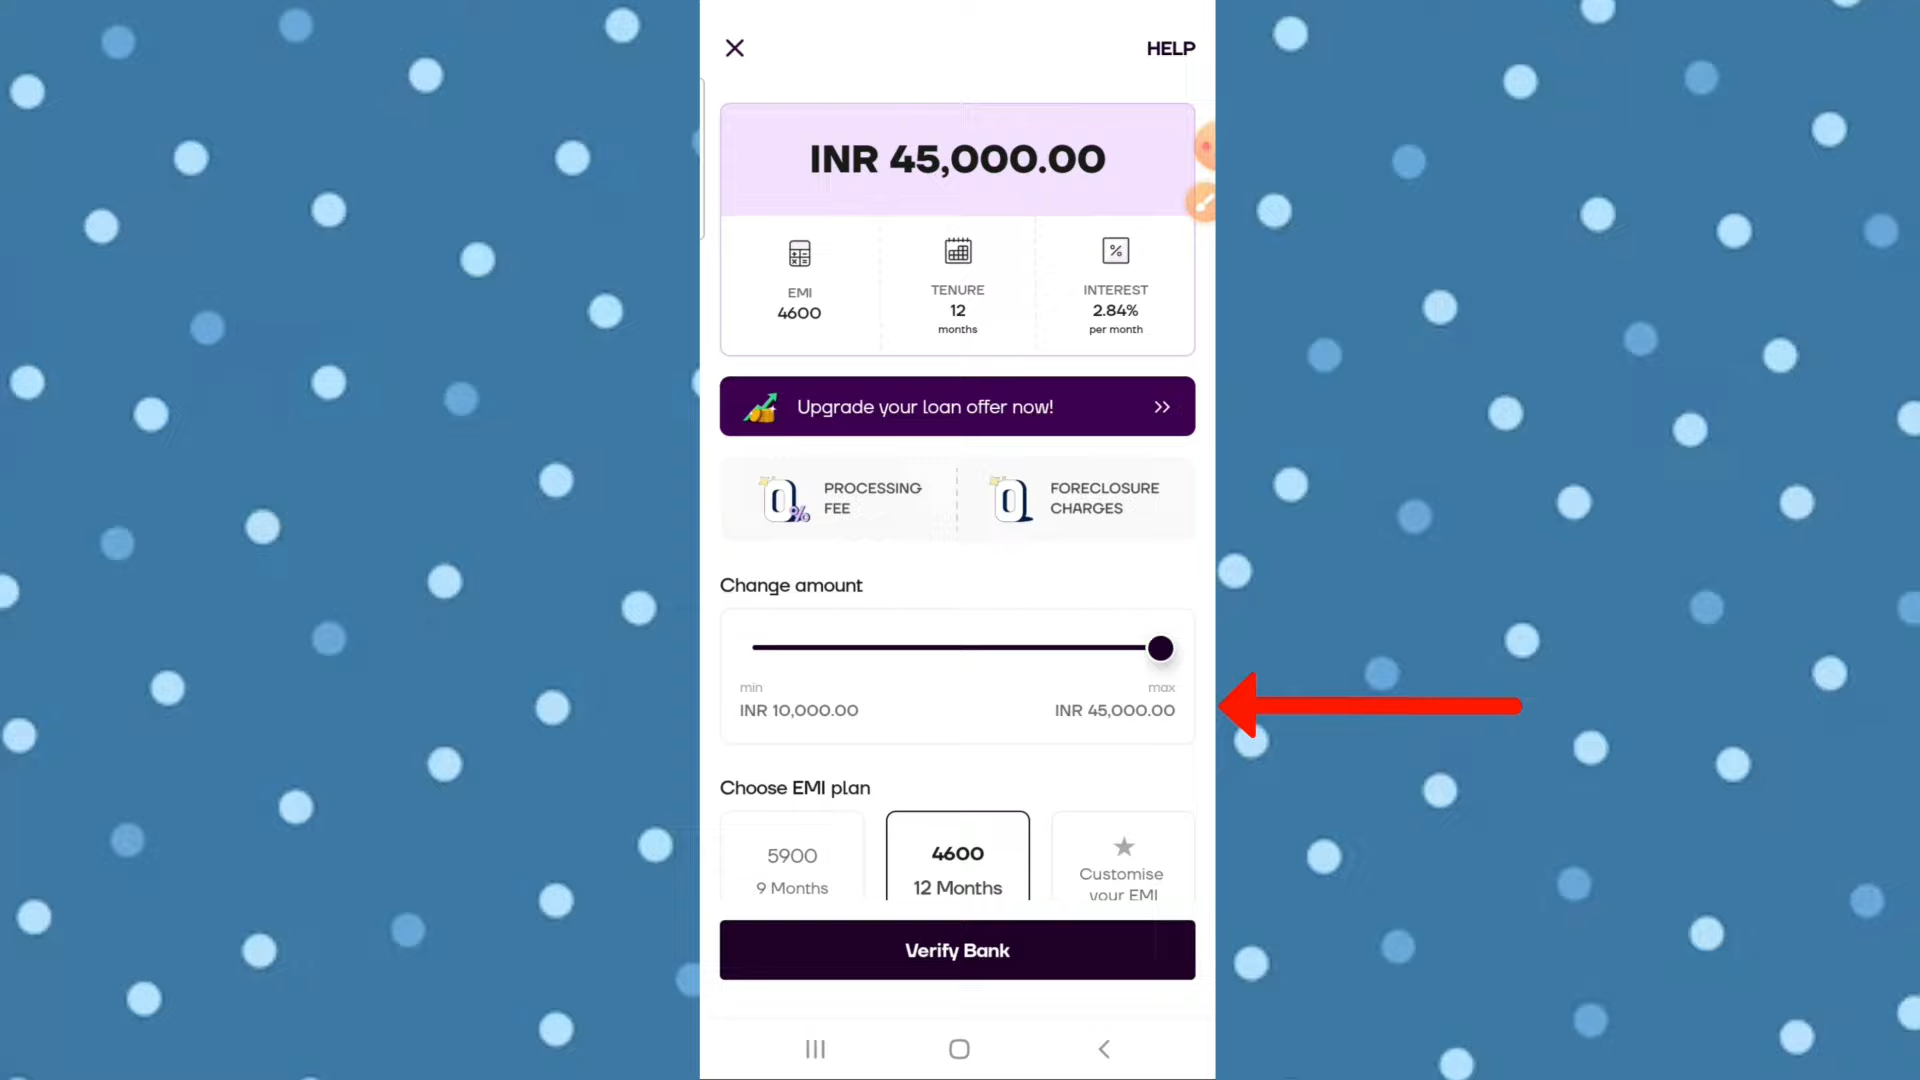 HELP
INR 45,000.00
EMI
4600
TENURE
12
months
%
INTEREST
2.84%
per month
Upgrade your loan offer now!
0% PROCESSING FEE
0 FORECLOSURE CHARGES
Change amount
min
max
INR 10,000.00
INR 45,000.00
Choose EMI plan
5900
9 Months
4600
12 Months
Customise
your EMI
Verify Bank